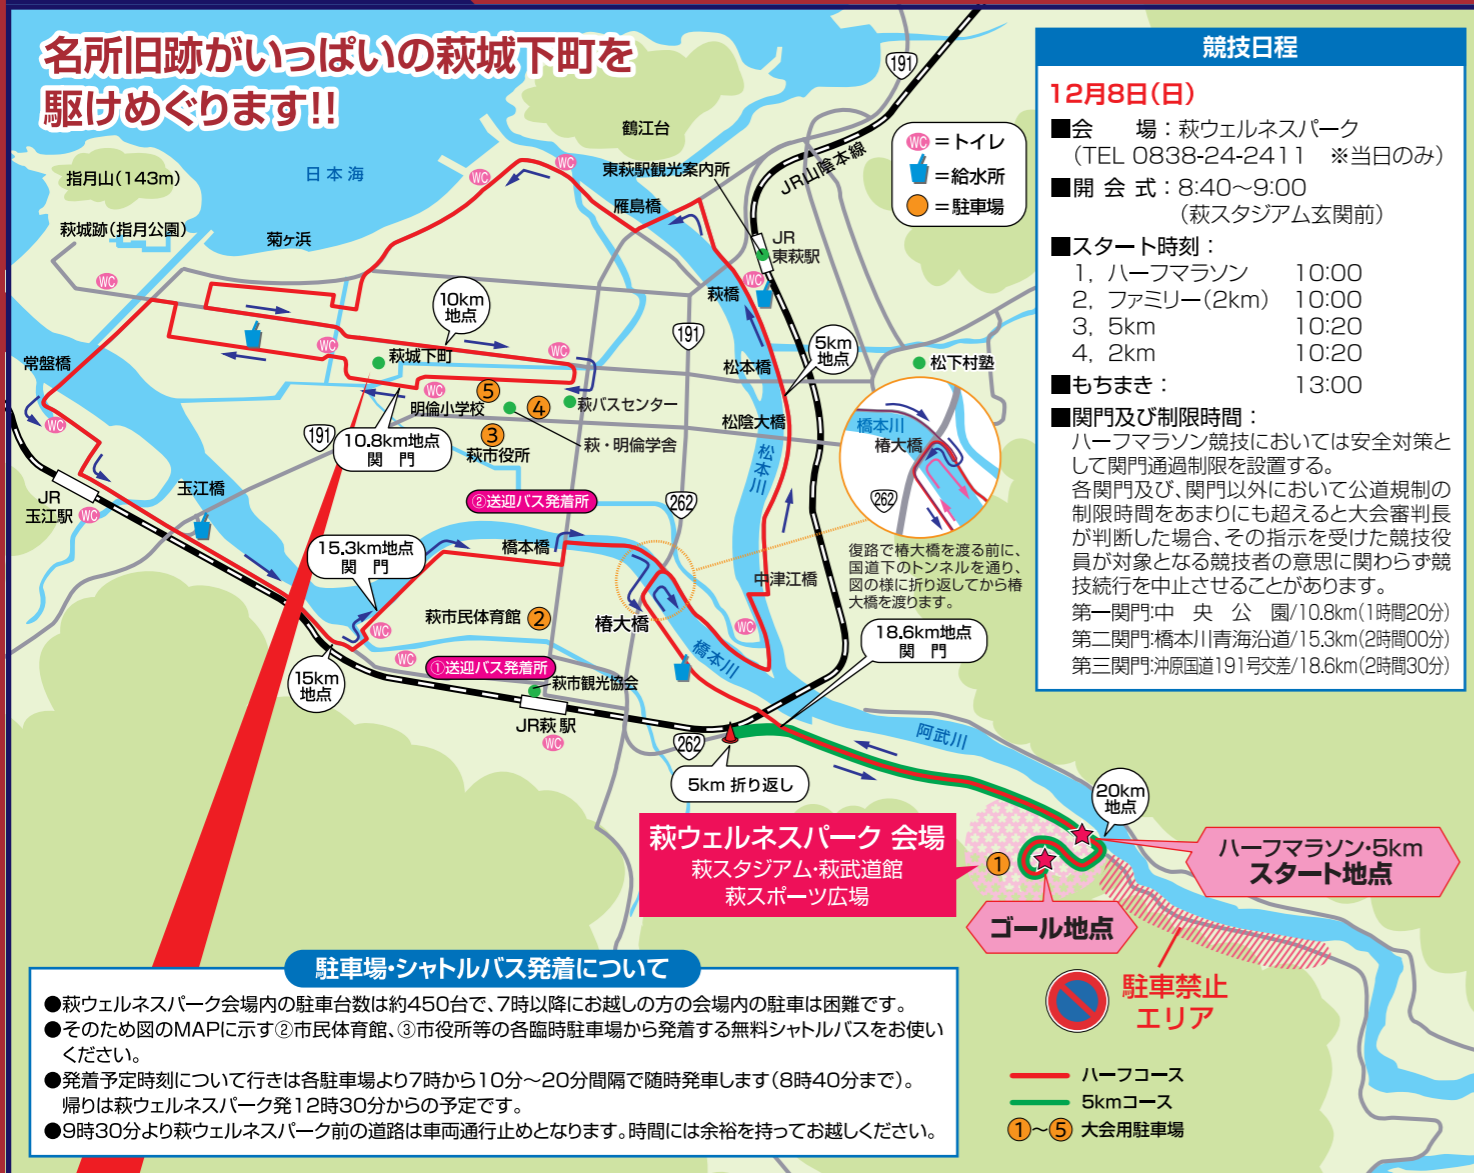 名所旧跡がいっぱいの萩城下町を
駆けめぐります!!
競技日程
12月8日(日)
■会　場：萩ウェルネスパーク
(TEL 0838-24-2411　※当日のみ)
■開 会 式：8:40～9:00
(萩スタジアム玄関前)
■スタート時刻：
1, ハーフマラソン 10:00
2, ファミリー(2km) 10:00
3, 5km 10:20
4, 2km 10:20
■もちまき： 13:00
■関門及び制限時間：
ハーフマラソン競技においては安全対策と
して関門通過制限を設置する。
各関門及び、関門以外において公道規制の
制限時間をあまりにも超えると大会審判長
が判断した場合、その指示を受けた競技役
員が対象となる競技者の意思に関わらず競
技続行を中止させることがあります。
第一関門:中　央　公　園/10.8km(1時間20分)
第二関門:橋本川青海沿道/15.3km(2時間00分)
第三関門:沖原国道191号交差/18.6km(2時間30分)
WC =トイレ
=給水所
=駐車場
191
鶴江台
JR山陰本線
東萩駅観光案内所
雁島橋
日本海
指月山(143m)
萩城跡(指月公園)
菊ヶ浜
WC
WC
WC
JR
東萩駅
WC
萩橋
10km
地点
191
5km
地点
松下村塾
常盤橋
WC
WC
萩城下町
松本橋
WC
⑤
明倫小学校
④
萩バスセンター
松陰大橋
橋本川
椿大橋
262
191
10.8km地点
関　門
③
萩市役所
萩・明倫学舎
松本川
WC
JR
玉江駅
WC
玉江橋
②送迎バス発着所
262
15.3km地点
関　門
橋本橋
復路で椿大橋を渡る前に、
国道下のトンネルを通り、
図の様に折り返してから椿
大橋を渡ります。
中津江橋
萩市民体育館
②
椿大橋
WC
WC
18.6km地点
関　門
橋本川
WC
①送迎バス発着所
15km
地点
萩市観光協会
JR萩駅
WC
262
阿武川
5km 折り返し
20km
地点
萩ウェルネスパーク 会場
萩スタジアム・萩武道館
萩スポーツ広場
①
ハーフマラソン・5km
スタート地点
ゴール地点
駐車禁止
エリア
駐車場・シャトルバス発着について
●萩ウェルネスパーク会場内の駐車台数は約450台で、7時以降にお越しの方の会場内の駐車は困難です。
●そのため図のMAPに示す②市民体育館、③市役所等の各臨時駐車場から発着する無料シャトルバスをお使い
ください。
●発着予定時刻について行きは各駐車場より7時から10分～20分間隔で随時発車します(8時40分まで)。
帰りは萩ウェルネスパーク発12時30分からの予定です。
●9時30分より萩ウェルネスパーク前の道路は車両通行止めとなります。時間には余裕を持ってお越しください。
ハーフコース
5kmコース
①～⑤ 大会用駐車場